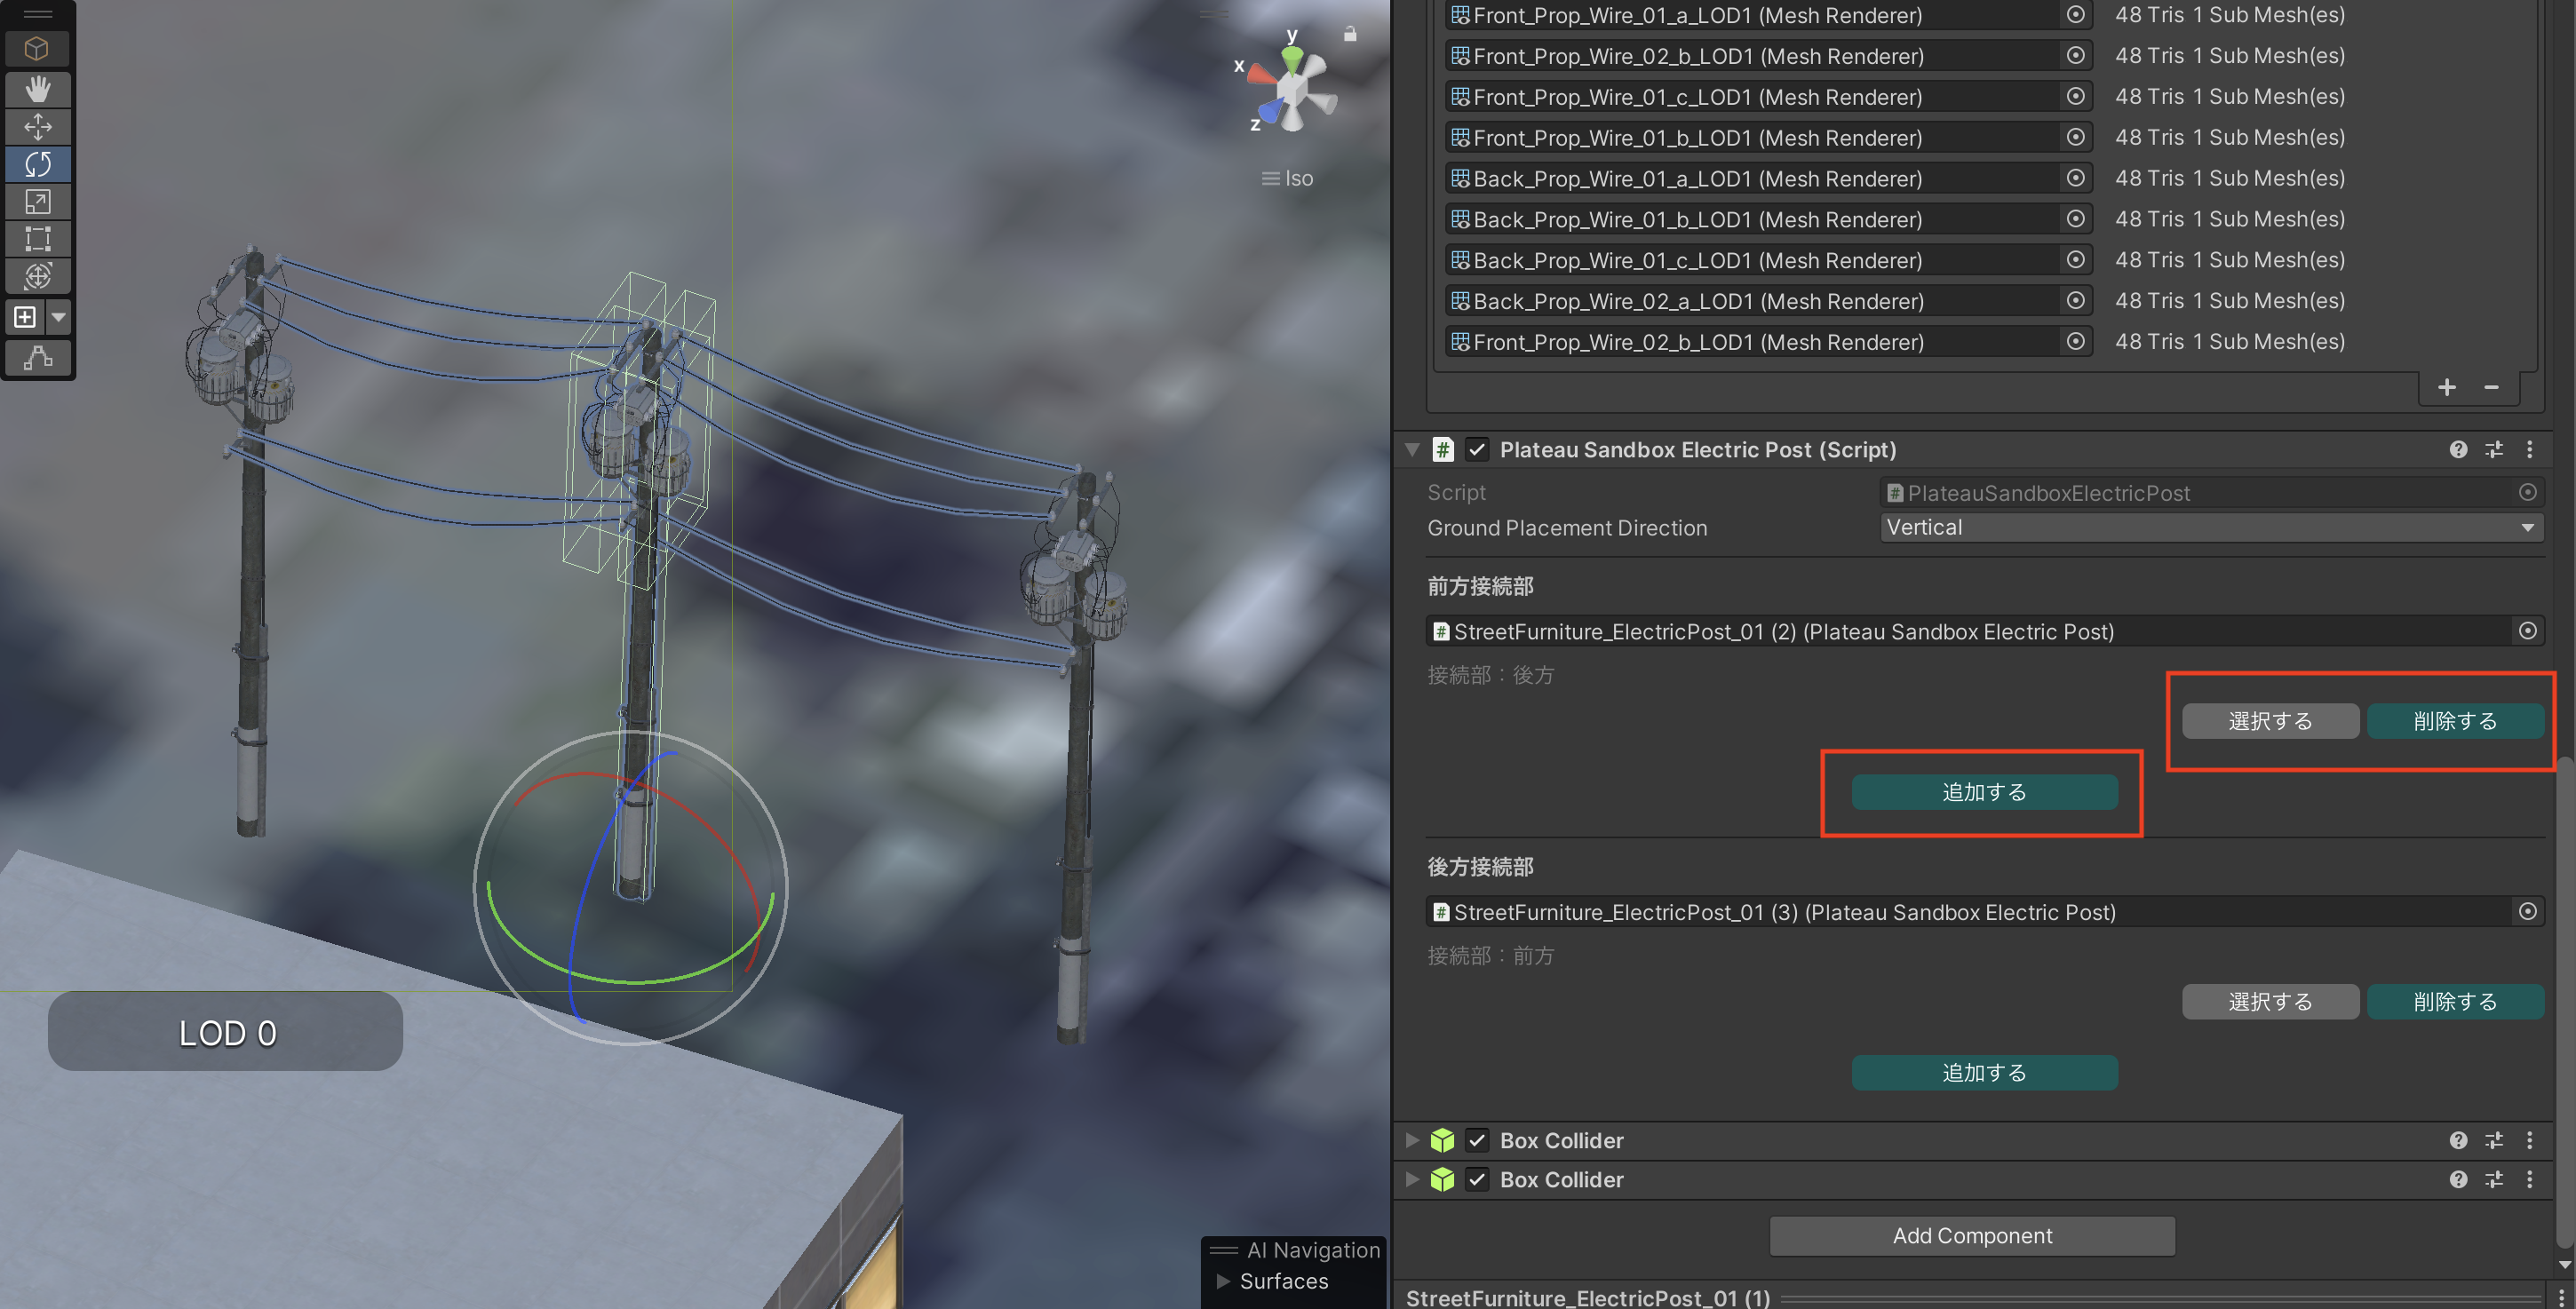 y
x
z
Iso
LOD 0
AI Navigation
Surfaces
Front_Prop_Wire_01_a_LOD1 (Mesh Renderer) 48 Tris 1 Sub Mesh(es)
Front_Prop_Wire_02_b_LOD1 (Mesh Renderer) 48 Tris 1 Sub Mesh(es)
Front_Prop_Wire_01_c_LOD1 (Mesh Renderer) 48 Tris 1 Sub Mesh(es)
Front_Prop_Wire_01_b_LOD1 (Mesh Renderer) 48 Tris 1 Sub Mesh(es)
Back_Prop_Wire_01_a_LOD1 (Mesh Renderer) 48 Tris 1 Sub Mesh(es)
Back_Prop_Wire_01_b_LOD1 (Mesh Renderer) 48 Tris 1 Sub Mesh(es)
Back_Prop_Wire_01_c_LOD1 (Mesh Renderer) 48 Tris 1 Sub Mesh(es)
Back_Prop_Wire_02_a_LOD1 (Mesh Renderer) 48 Tris 1 Sub Mesh(es)
Front_Prop_Wire_02_b_LOD1 (Mesh Renderer) 48 Tris 1 Sub Mesh(es)
Plateau Sandbox Electric Post (Script)
Script PlateauSandboxElectricPost
Ground Placement Direction Vertical
前方接続部
StreetFurniture_ElectricPost_01 (2) (Plateau Sandbox Electric Post)
接続部：後方
選択する 削除する
追加する
後方接続部
StreetFurniture_ElectricPost_01 (3) (Plateau Sandbox Electric Post)
接続部：前方
選択する 削除する
追加する
Box Collider
Box Collider
Add Component
StreetFurniture_ElectricPost_01 (1)